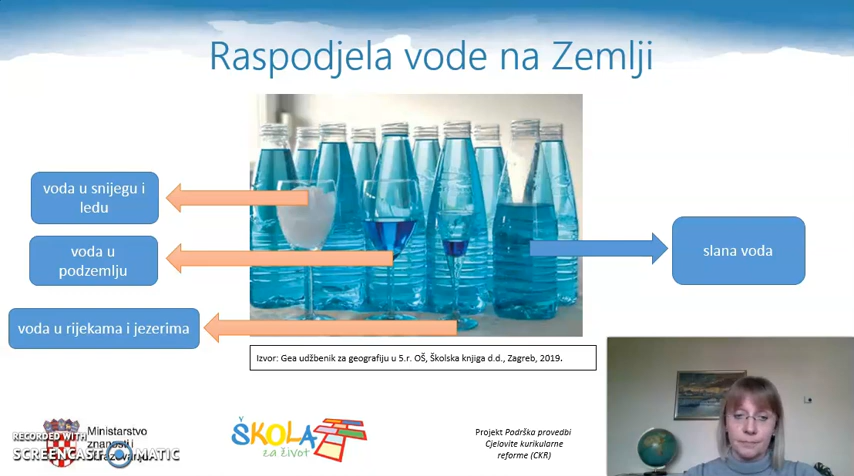 Raspodjela vode na Zemlji
voda u snijegu i
ledu
voda u
podzemlju
voda u rijekama i jezerima
slana voda
Izvor: Gea udžbenik za geografiju u 5.r. OŠ, Školska knjiga d.d., Zagreb, 2019.
Ministarstvo
znanosti i
RECORDED WITH
SCREENCAST MATIC
ŠKOLA
za život
Projekt Podrška provedbi
Cjelovite kurikularne
reforme (CKR)